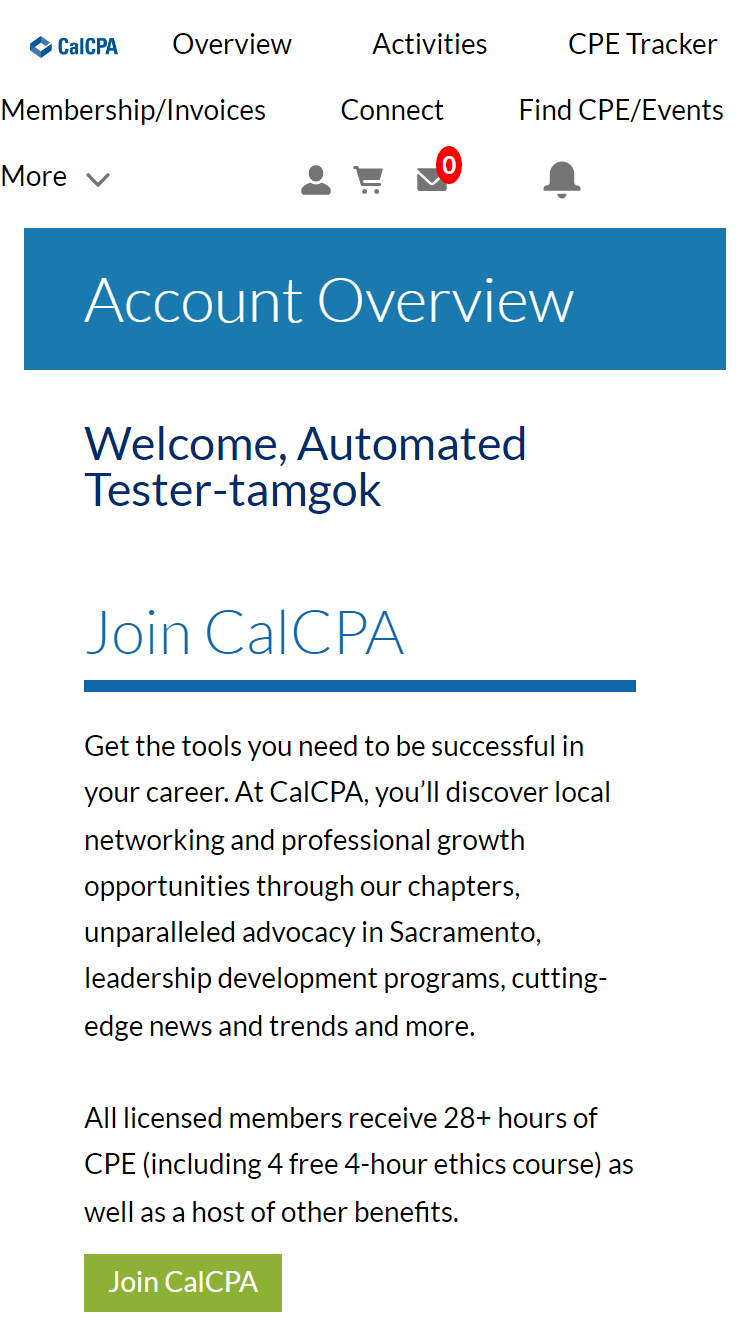 CalCPA Overview Activities CPE Tracker
Membership/Invoices Connect Find CPE/Events
More 0
Account Overview
Welcome, Automated
Tester-tamgok
Join CalCPA
Get the tools you need to be successful in
your career. At CalCPA, you’ll discover local
networking and professional growth
opportunities through our chapters,
unparalleled advocacy in Sacramento,
leadership development programs, cutting-
edge news and trends and more.
All licensed members receive 28+ hours of
CPE (including 4 free 4-hour ethics course) as
well as a host of other benefits.
Join CalCPA